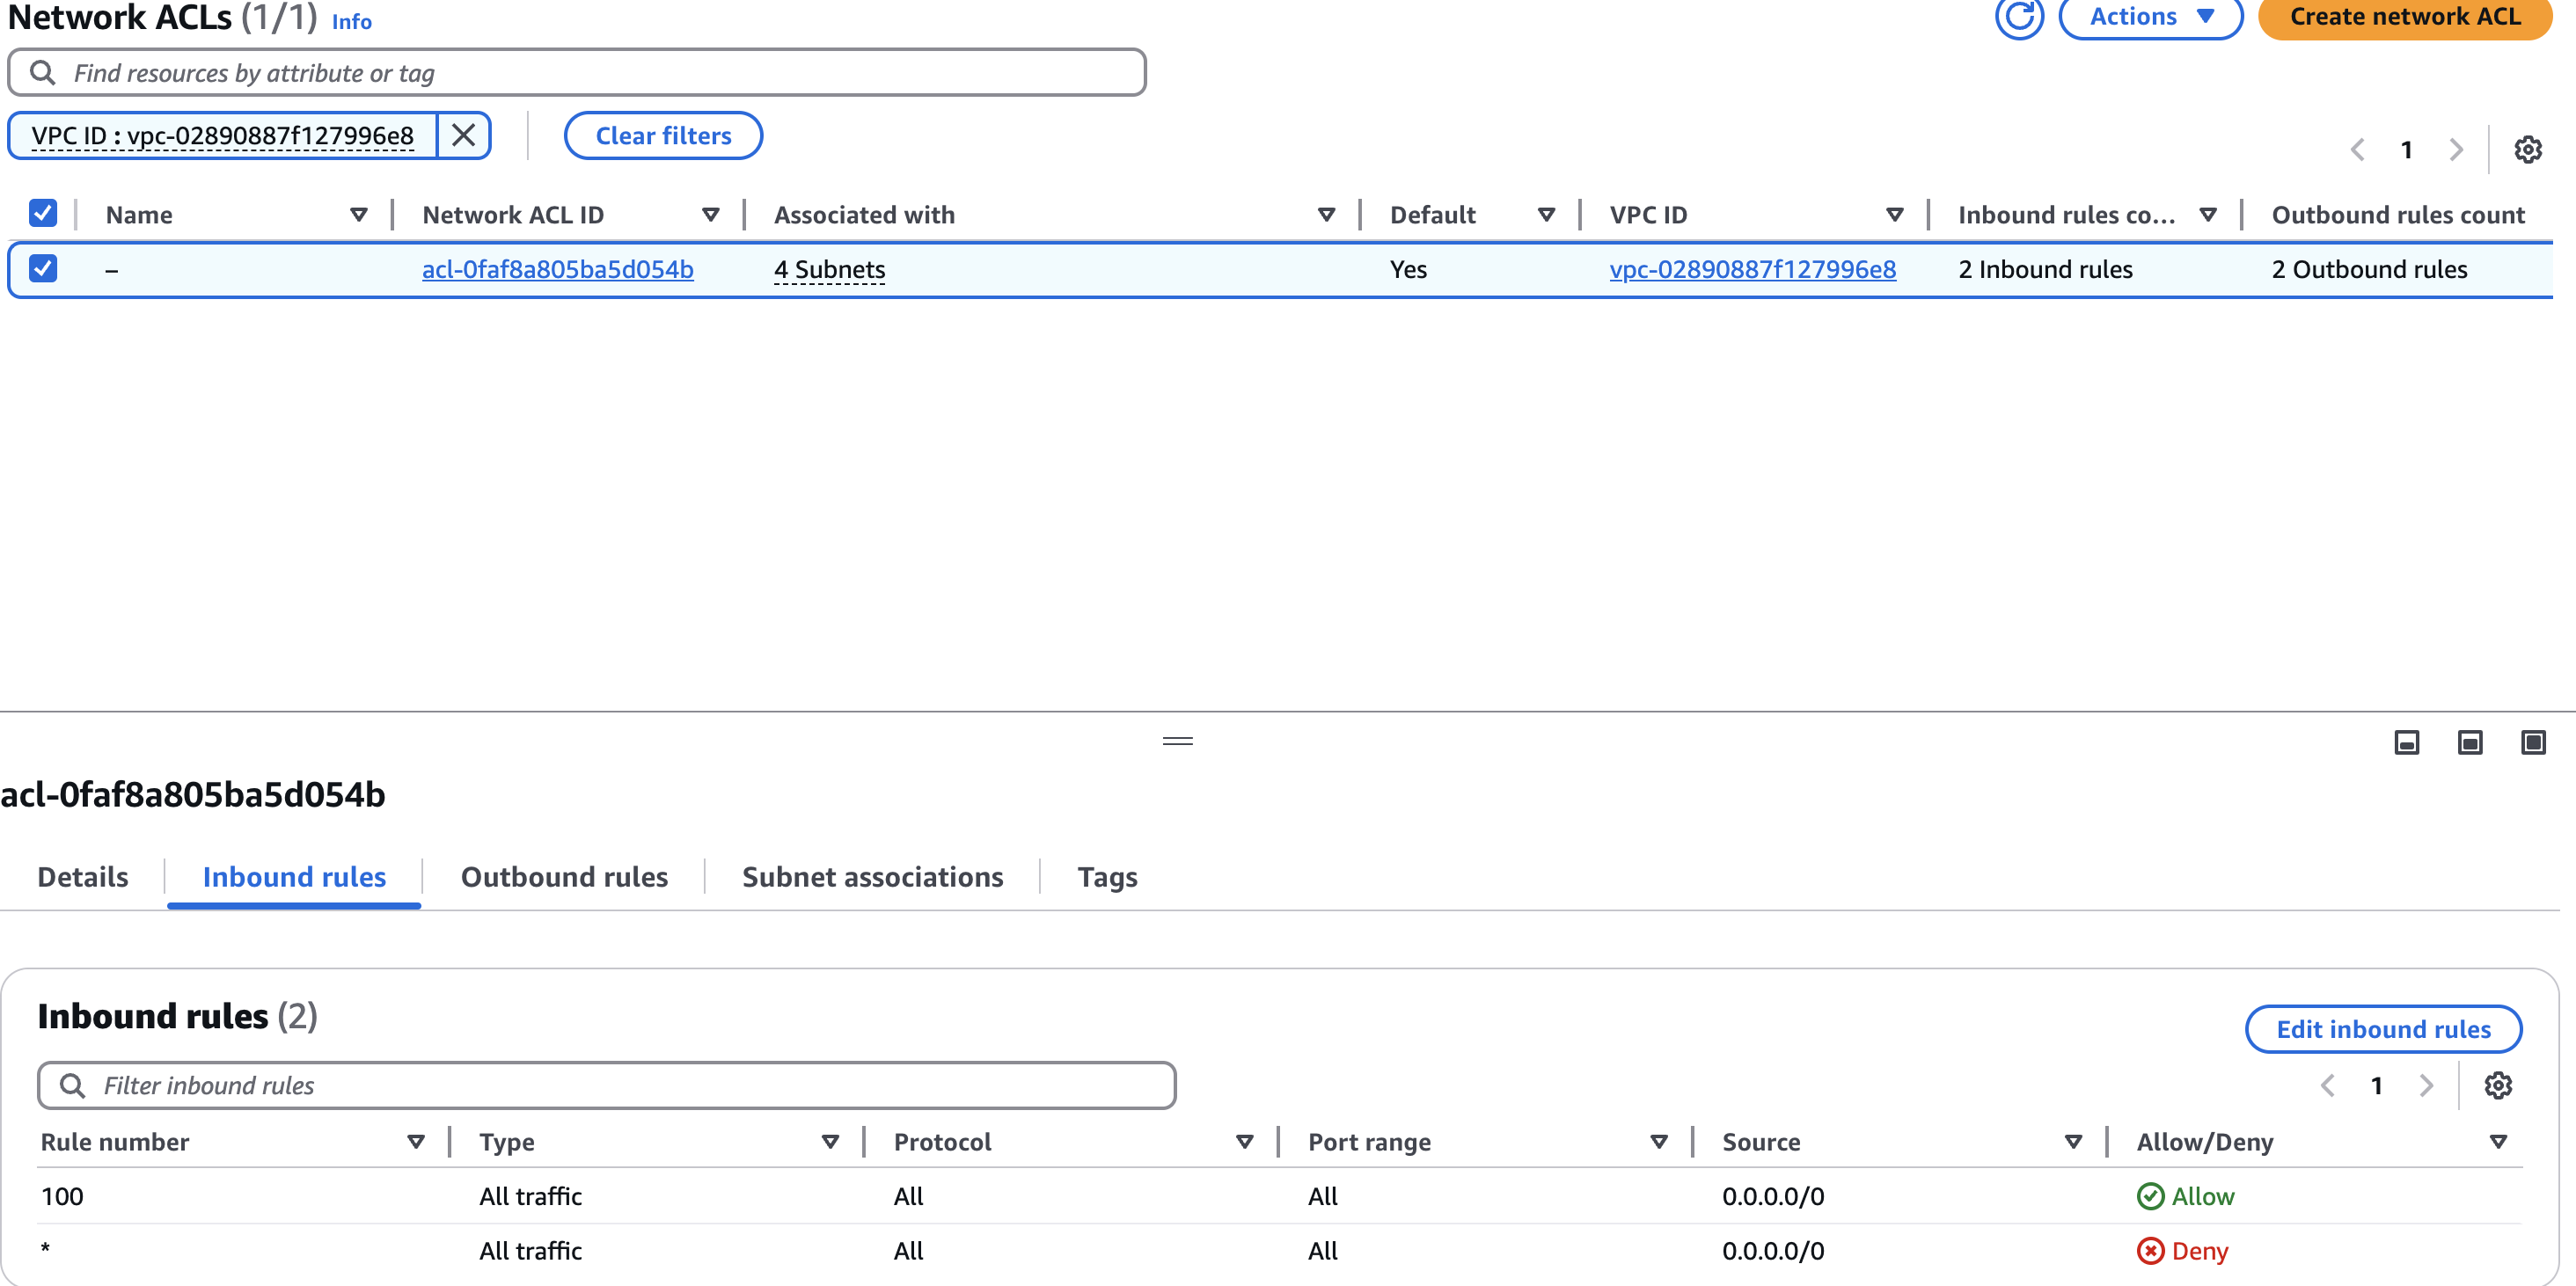 Network ACLs (1/1) Info
Actions
Create network ACL
Find resources by attribute or tag
VPC ID : vpc-02890887f127996e8
Clear filters
1
Name Network ACL ID Associated with Default VPC ID Inbound rules co... Outbound rules count
– acl-0faf8a805ba5d054b 4 Subnets Yes vpc-02890887f127996e8 2 Inbound rules 2 Outbound rules
acl-0faf8a805ba5d054b
Details Inbound rules Outbound rules Subnet associations Tags
Inbound rules (2)
Edit inbound rules
Filter inbound rules
1
Rule number Type Protocol Port range Source Allow/Deny
100 All traffic All All 0.0.0.0/0 Allow
* All traffic All All 0.0.0.0/0 Deny